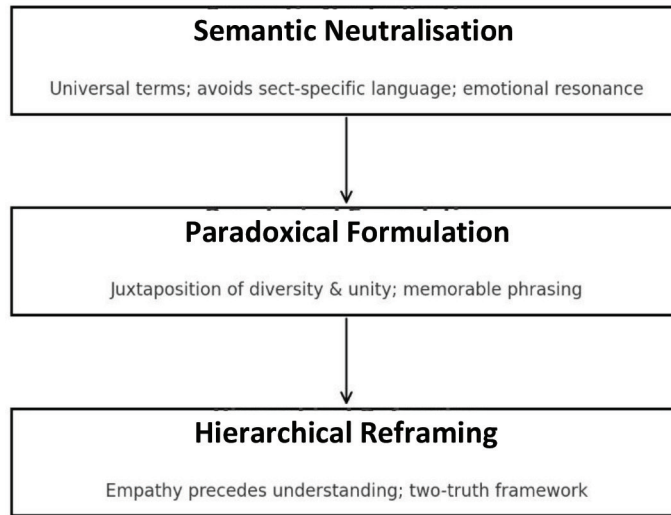 Semantic Neutralisation
Universal terms; avoids sect-specific language; emotional resonance
Paradoxical Formulation
Juxtaposition of diversity & unity; memorable phrasing
Hierarchical Reframing
Empathy precedes understanding; two-truth framework